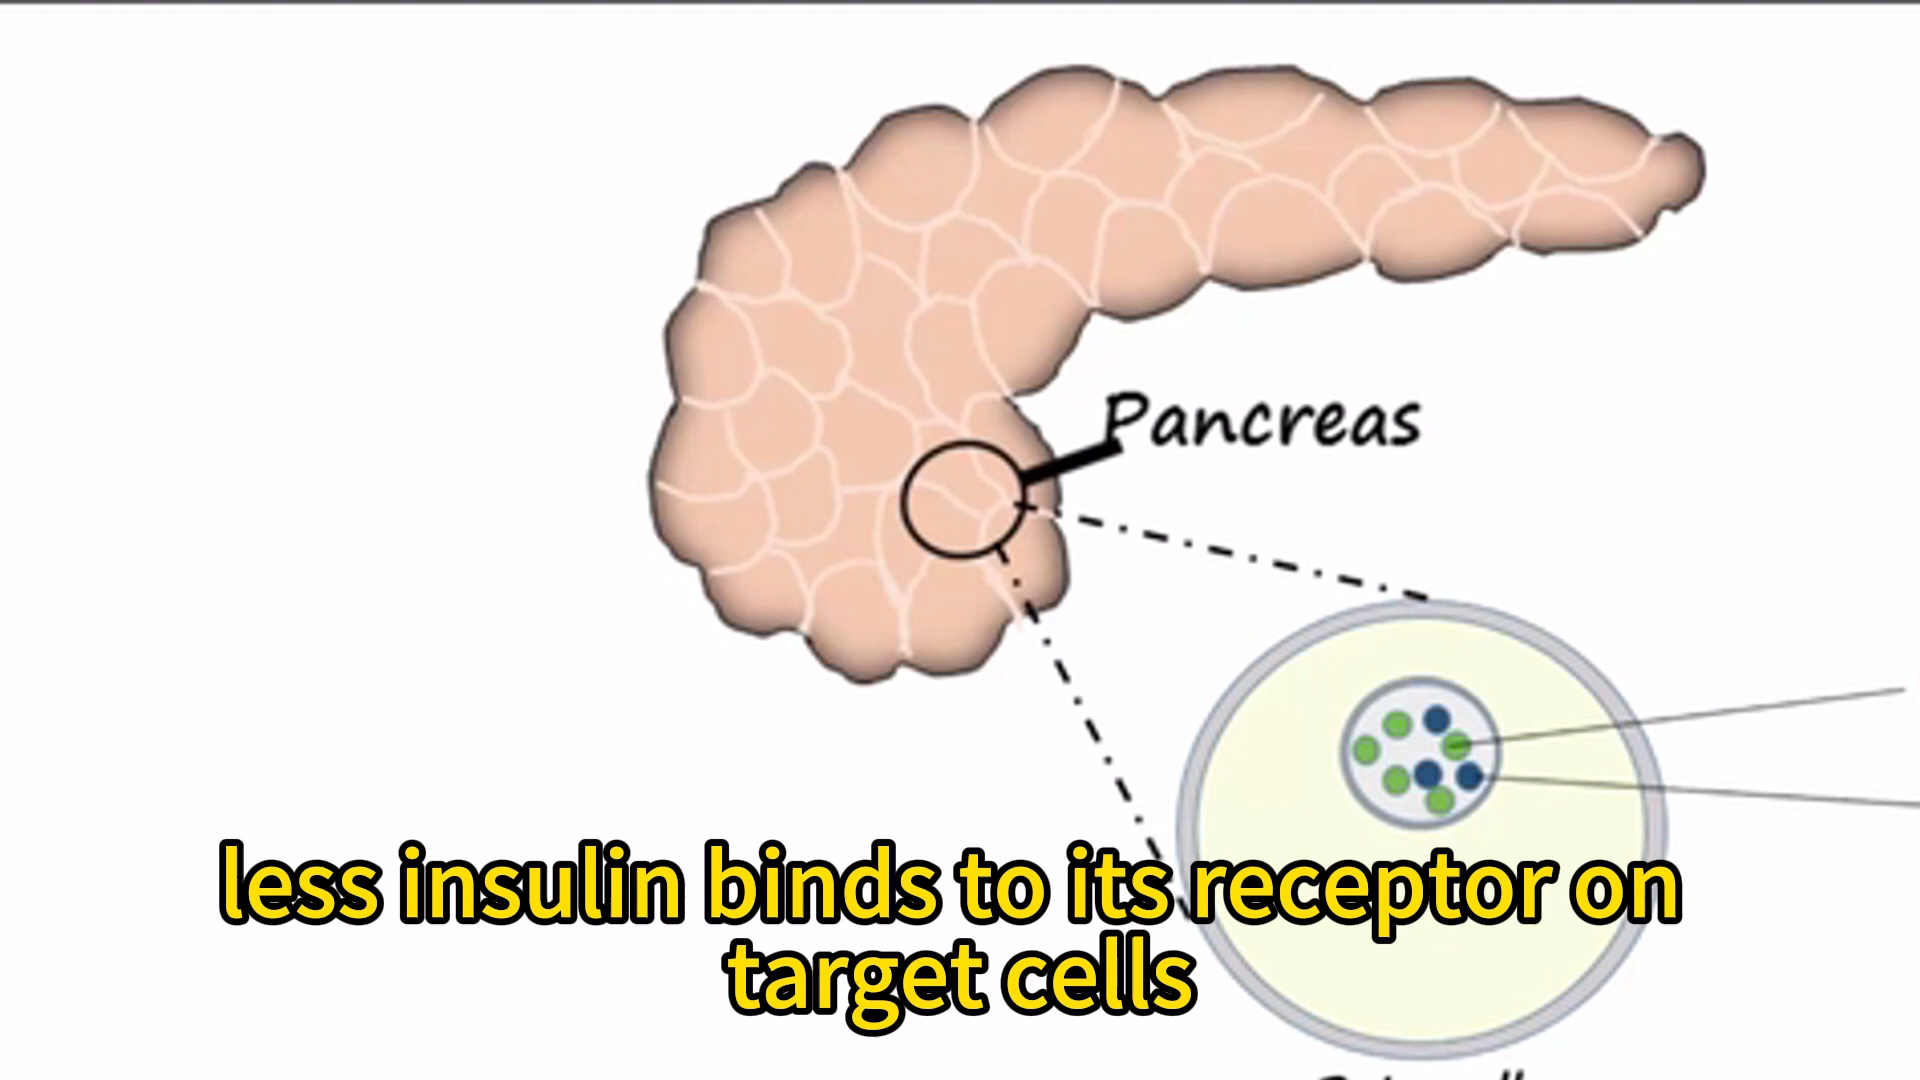 Pancreas
less insulin binds to its receptor on
target cells